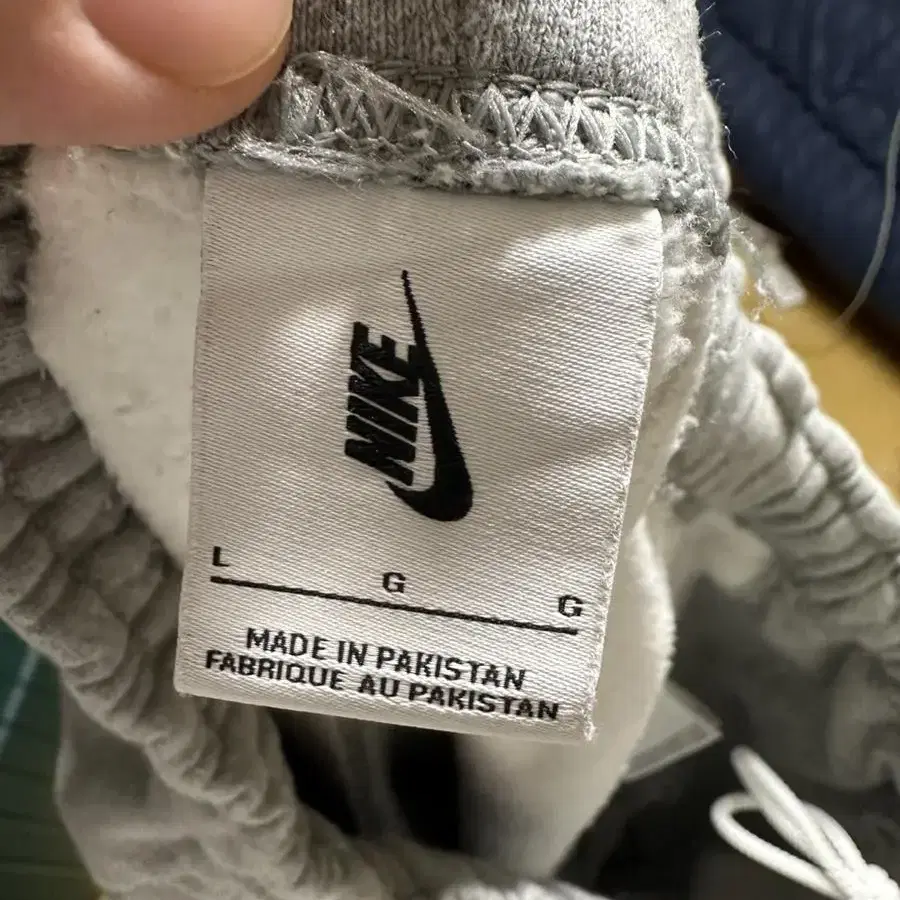 NIKE
L G G
MADE IN PAKISTAN
FABRIQUE AU PAKISTAN